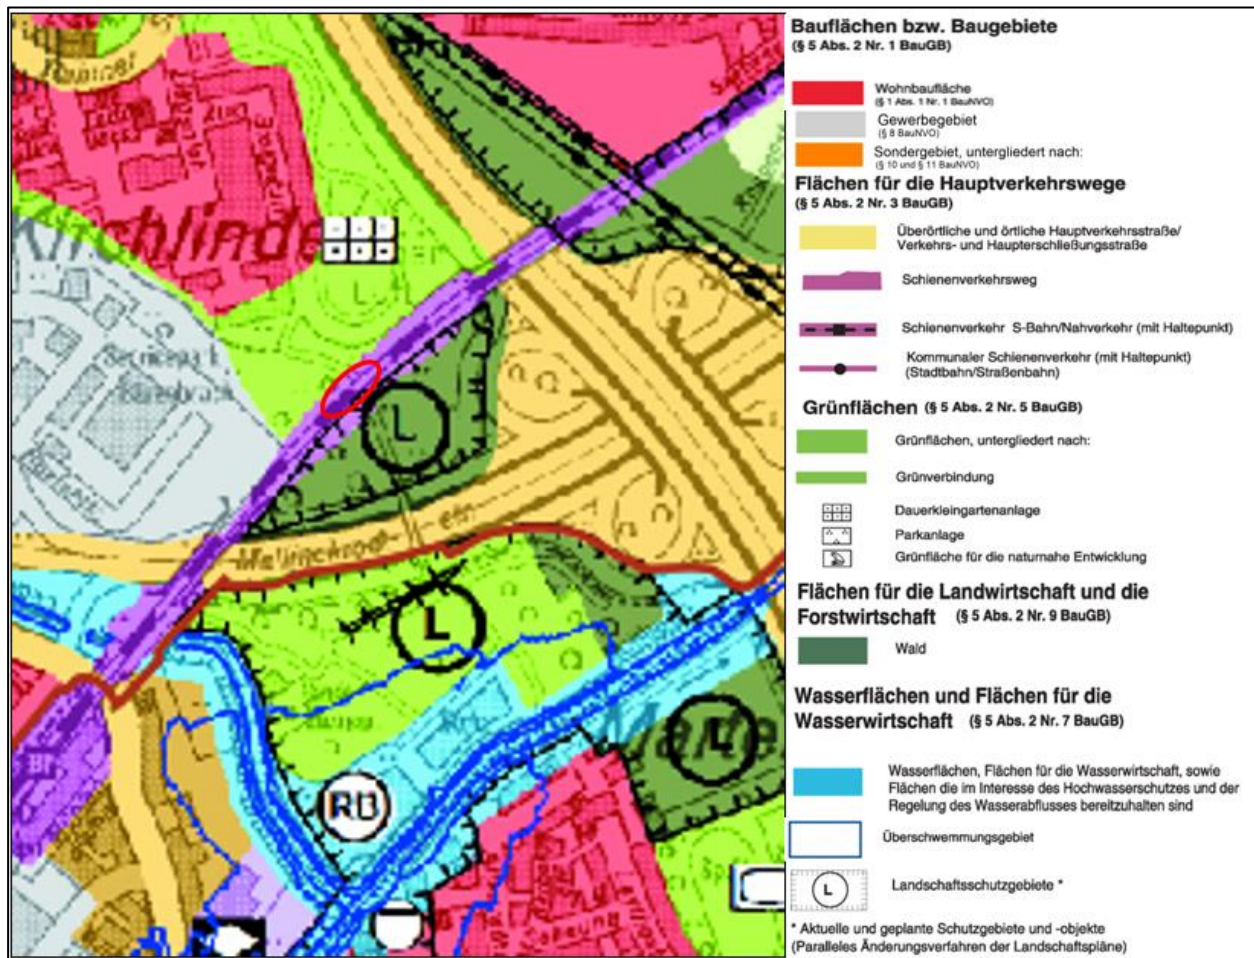 Hammer
Kirchlinde
L
Mallinckrodt-
L
L
Marte
RB
Bauflächen bzw. Baugebiete
(§ 5 Abs. 2 Nr. 1 BauGB)
Wohnbaufläche
(§ 1 Abs. 1 Nr. 1 BauNVO)
Gewerbegebiet
(§ 8 BauNVO)
Sondergebiet, untergliedert nach:
(§ 10 und § 11 BauNVO)
Flächen für die Hauptverkehrswege
(§ 5 Abs. 2 Nr. 3 BauGB)
Überörtliche und örtliche Hauptverkehrsstraße/
Verkehrs- und Haupterschließungsstraße
Schienenverkehrsweg
Schienenverkehr S-Bahn/Nahverkehr (mit Haltepunkt)
Kommunaler Schienenverkehr (mit Haltepunkt)
(Stadtbahn/Straßenbahn)
Grünflächen (§ 5 Abs. 2 Nr. 5 BauGB)
Grünflächen, untergliedert nach:
Grünverbindung
Dauerkleingartenanlage
Parkanlage
Grünfläche für die naturnahe Entwicklung
Flächen für die Landwirtschaft und die
Forstwirtschaft (§ 5 Abs. 2 Nr. 9 BauGB)
Wald
Wasserflächen und Flächen für die
Wasserwirtschaft (§ 5 Abs. 2 Nr. 7 BauGB)
Wasserflächen, Flächen für die Wasserwirtschaft, sowie
Flächen die im Interesse des Hochwasserschutzes und der
Regelung des Wasserabflusses bereitzuhalten sind
Überschwemmungsgebiet
L
Landschaftsschutzgebiete *
* Aktuelle und geplante Schutzgebiete und -objekte
(Paralleles Änderungsverfahren der Landschaftspläne)